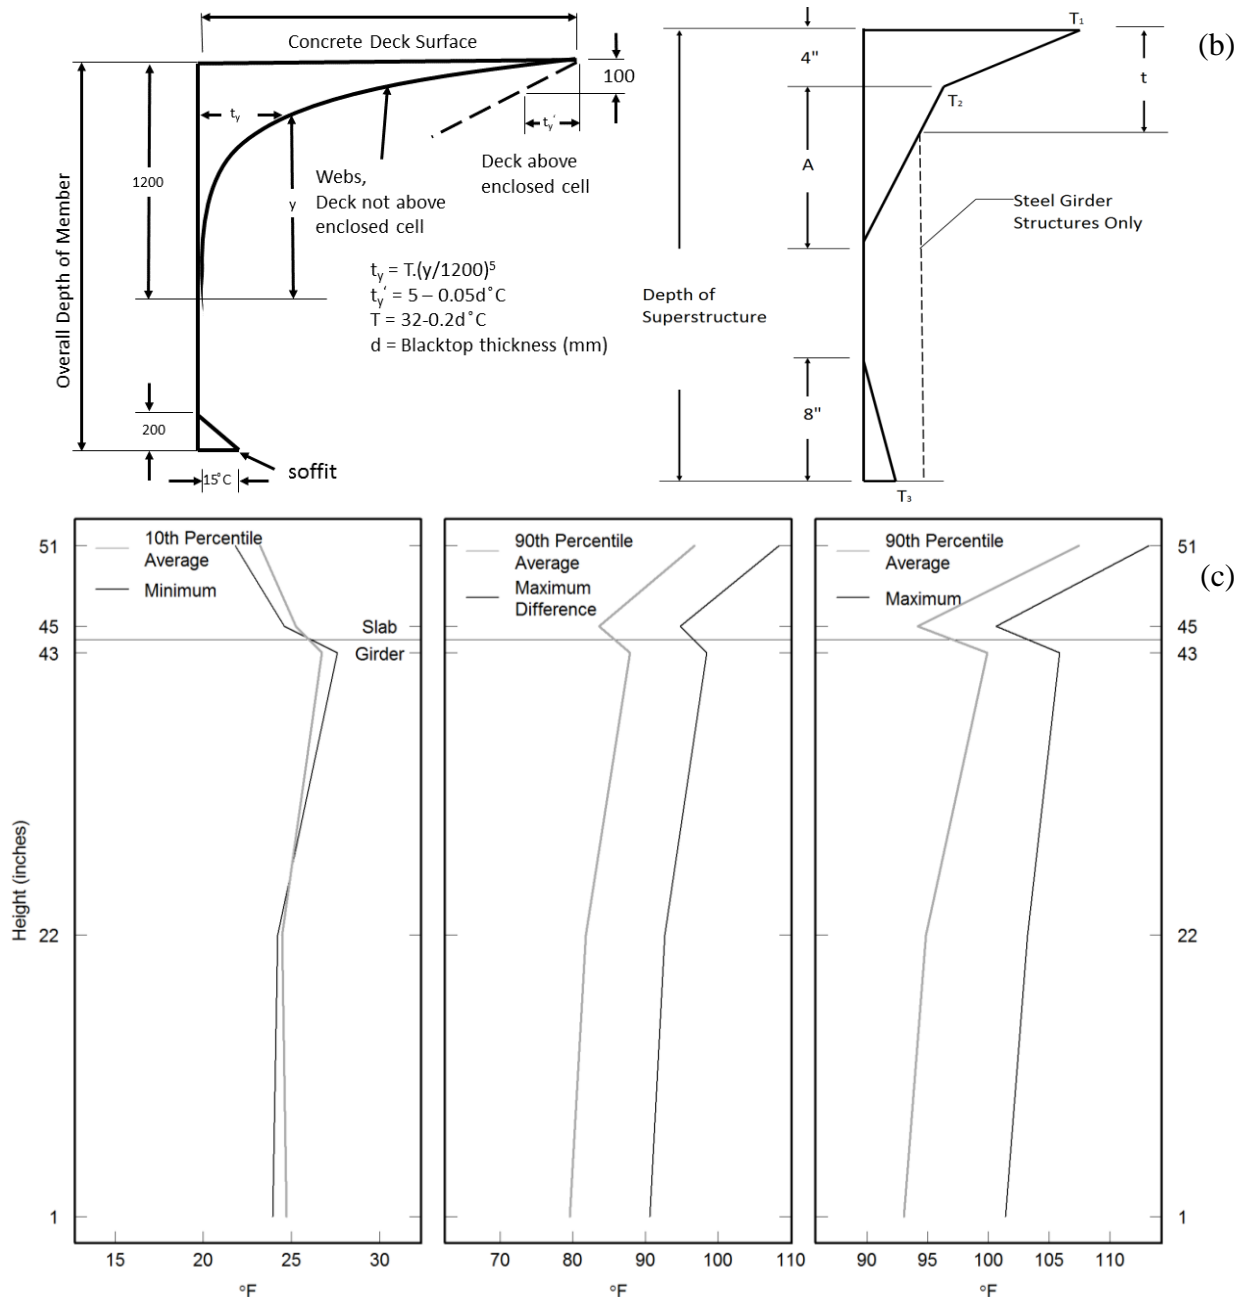 Concrete Deck Surface
100
ty
ty'
Deck above
enclosed cell
1200
Webs,
Deck not above
enclosed cell
y
Overall Depth of Member
ty = T.(y/1200)⁵
ty' = 5 – 0.05d˚C
T = 32-0.2d˚C
d = Blacktop thickness (mm)
200
15˚C
soffit
(b)
T₁
4"
t
T₂
A
Steel Girder
Structures Only
Depth of
Superstructure
8"
T₃
(c)
Height (inches)
51
45
43
22
1
10th Percentile
Average
Minimum
Slab
Girder
15 20 25 30
°F
90th Percentile
Average
Maximum
Difference
70 80 90 100 110
°F
90th Percentile
Average
Maximum
90 95 100 105 110
°F
51
45
43
22
1